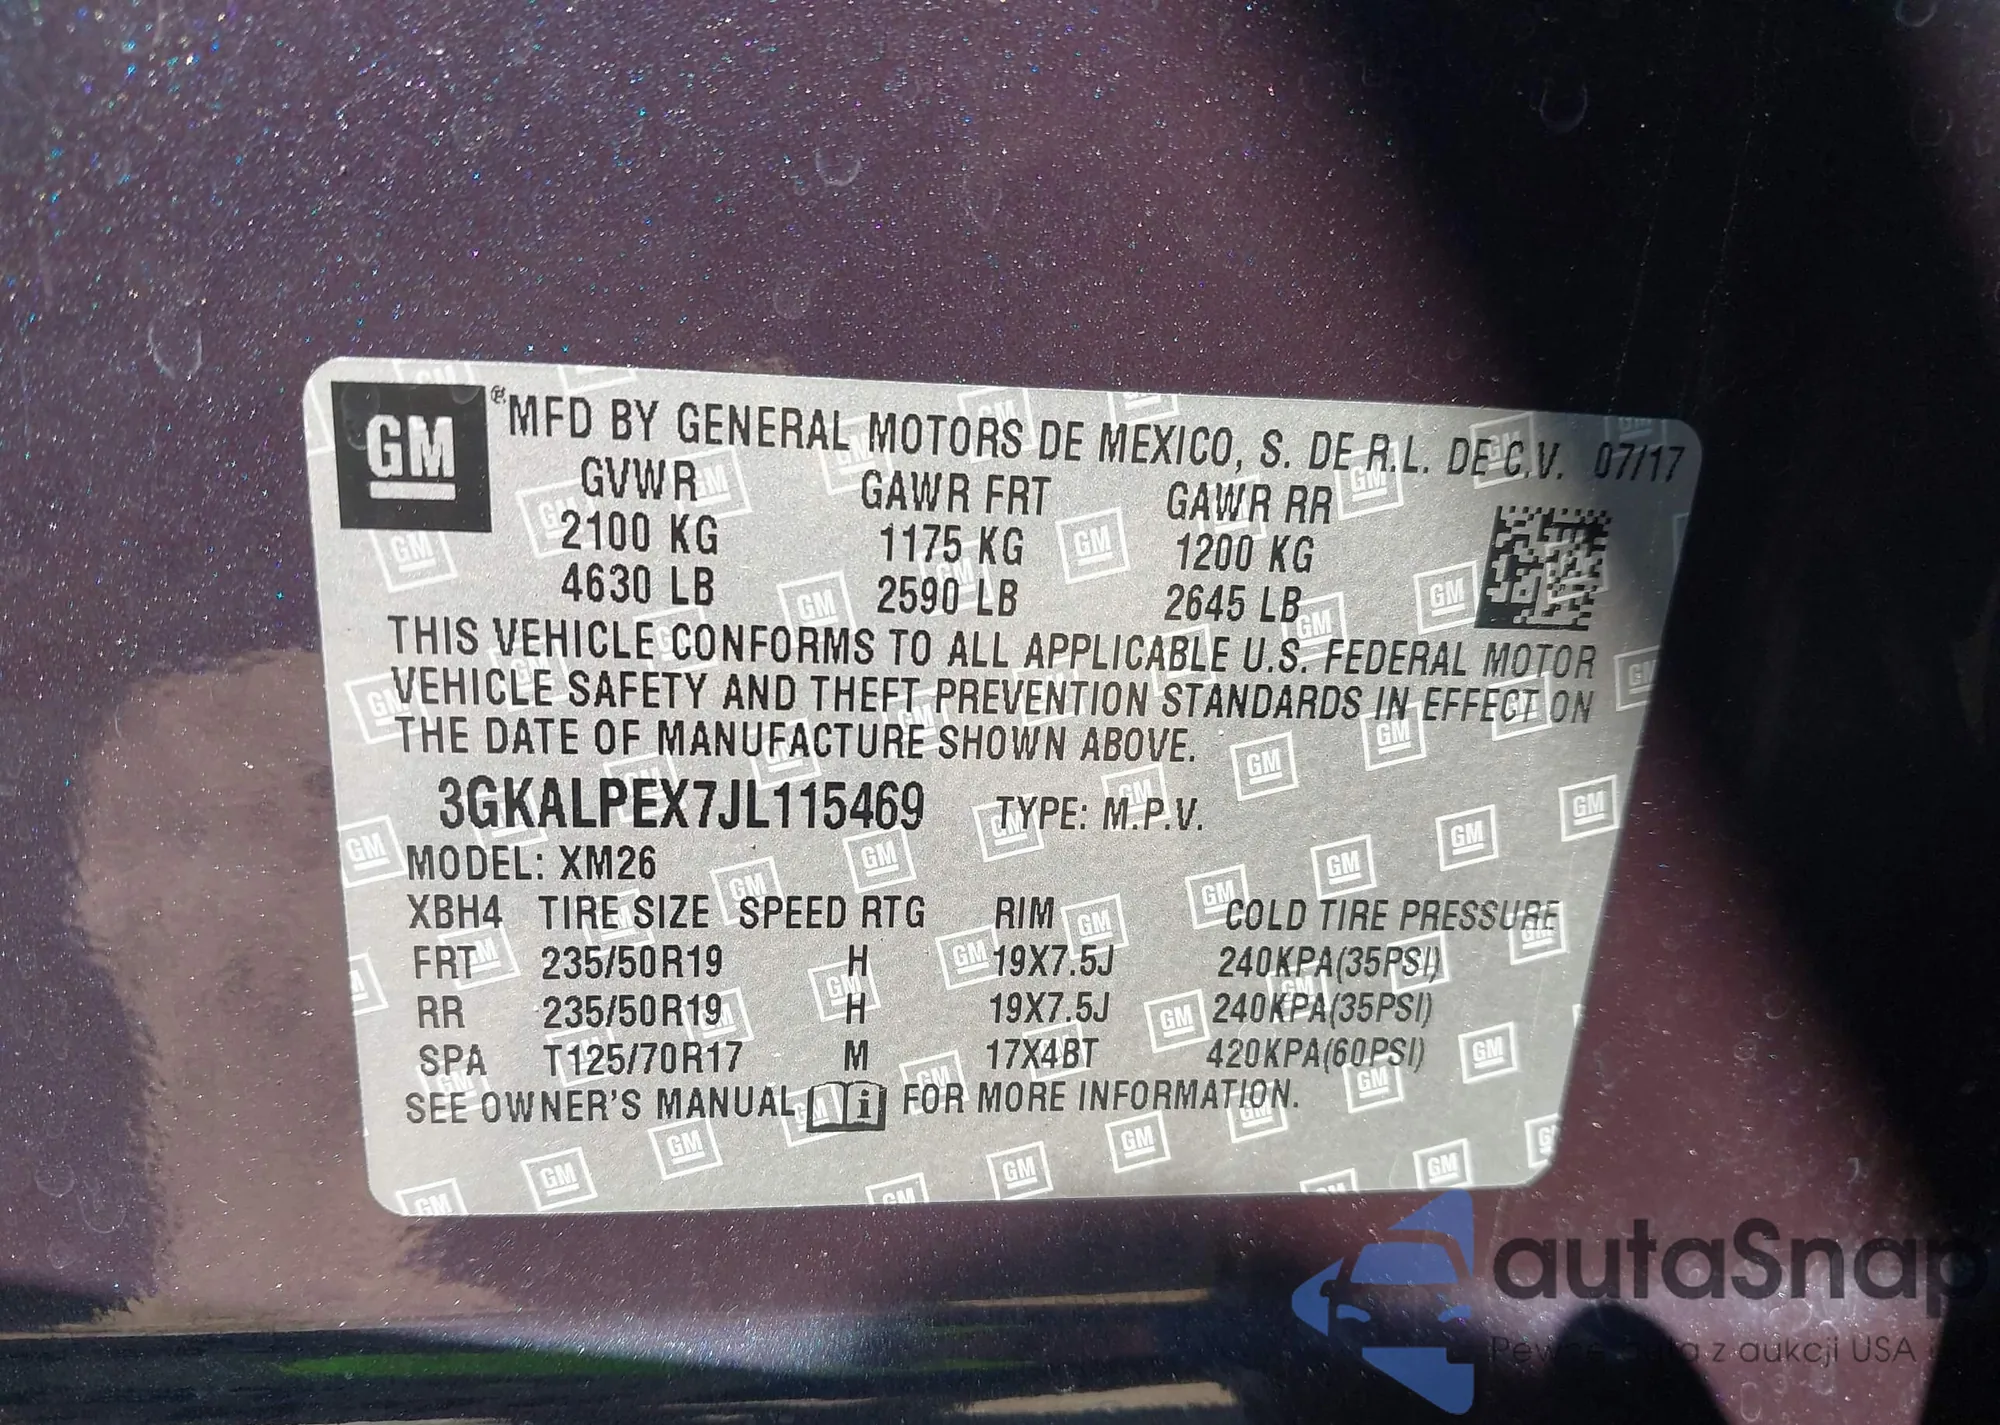 GM
® MFD BY GENERAL MOTORS DE MEXICO, S. DE R.L. DE C.V. 07/17
GVWR GAWR FRT GAWR RR
2100 KG 1175 KG 1200 KG
4630 LB 2590 LB 2645 LB
THIS VEHICLE CONFORMS TO ALL APPLICABLE U.S. FEDERAL MOTOR
VEHICLE SAFETY AND THEFT PREVENTION STANDARDS IN EFFECT ON
THE DATE OF MANUFACTURE SHOWN ABOVE.
3GKALPEX7JL115469 TYPE: M.P.V.
MODEL: XM26
XBH4 TIRE SIZE SPEED RTG RIM COLD TIRE PRESSURE
FRT 235/50R19 H 19X7.5J 240KPA(35PSI)
RR 235/50R19 H 19X7.5J 240KPA(35PSI)
SPA T125/70R17 M 17X4BT 420KPA(60PSI)
SEE OWNER'S MANUAL i FOR MORE INFORMATION.
autaSnap
z aukcji USA